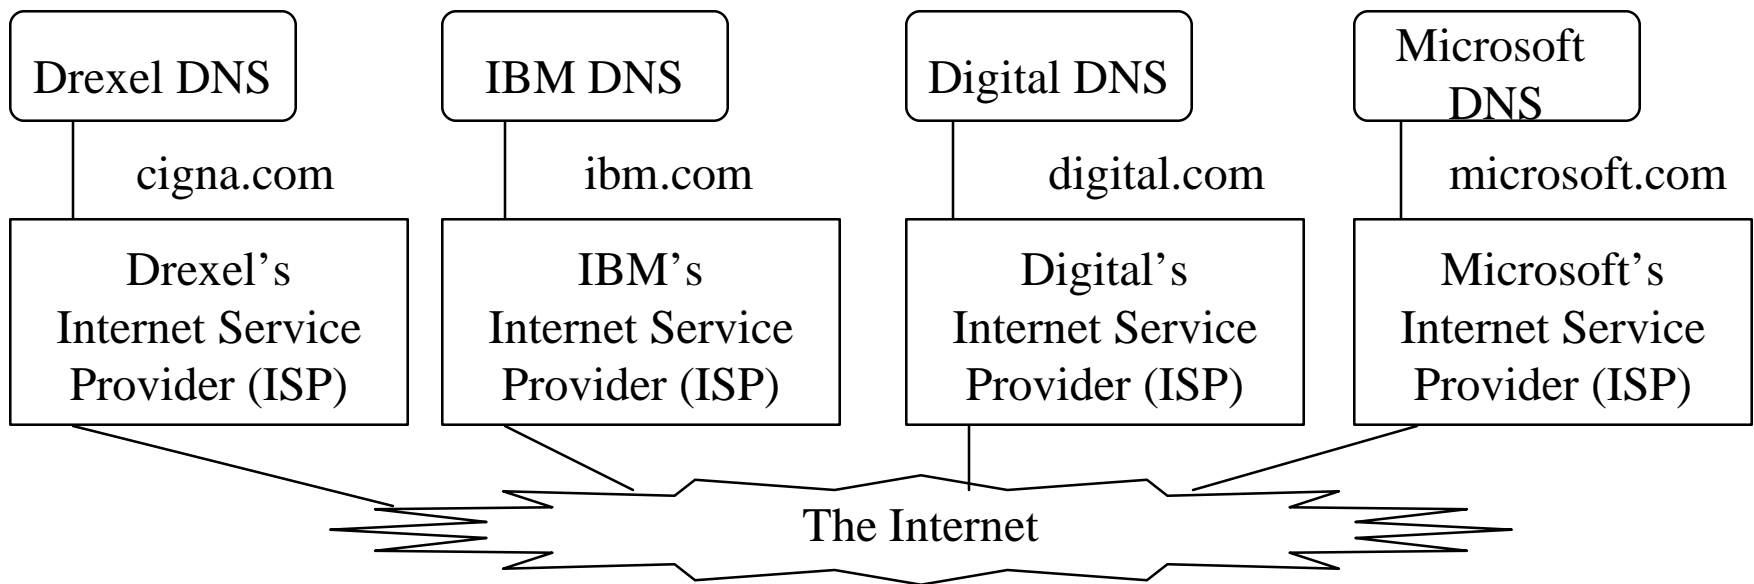 Drexel DNS
IBM DNS
Digital DNS
Microsoft
DNS
cigna.com
ibm.com
digital.com
microsoft.com
Drexel’s
Internet Service
Provider (ISP)
IBM’s
Internet Service
Provider (ISP)
Digital’s
Internet Service
Provider (ISP)
Microsoft’s
Internet Service
Provider (ISP)
The Internet